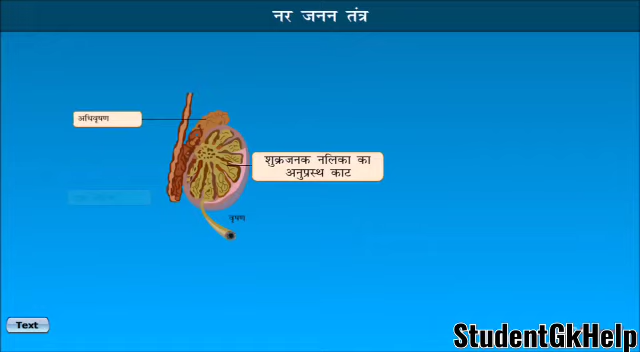 नर जनन तंत्र
अधिवृषण
शुक्रजनक नलिका का
अनुप्रस्थ काट
वृषण
Text
StudentGkHelp